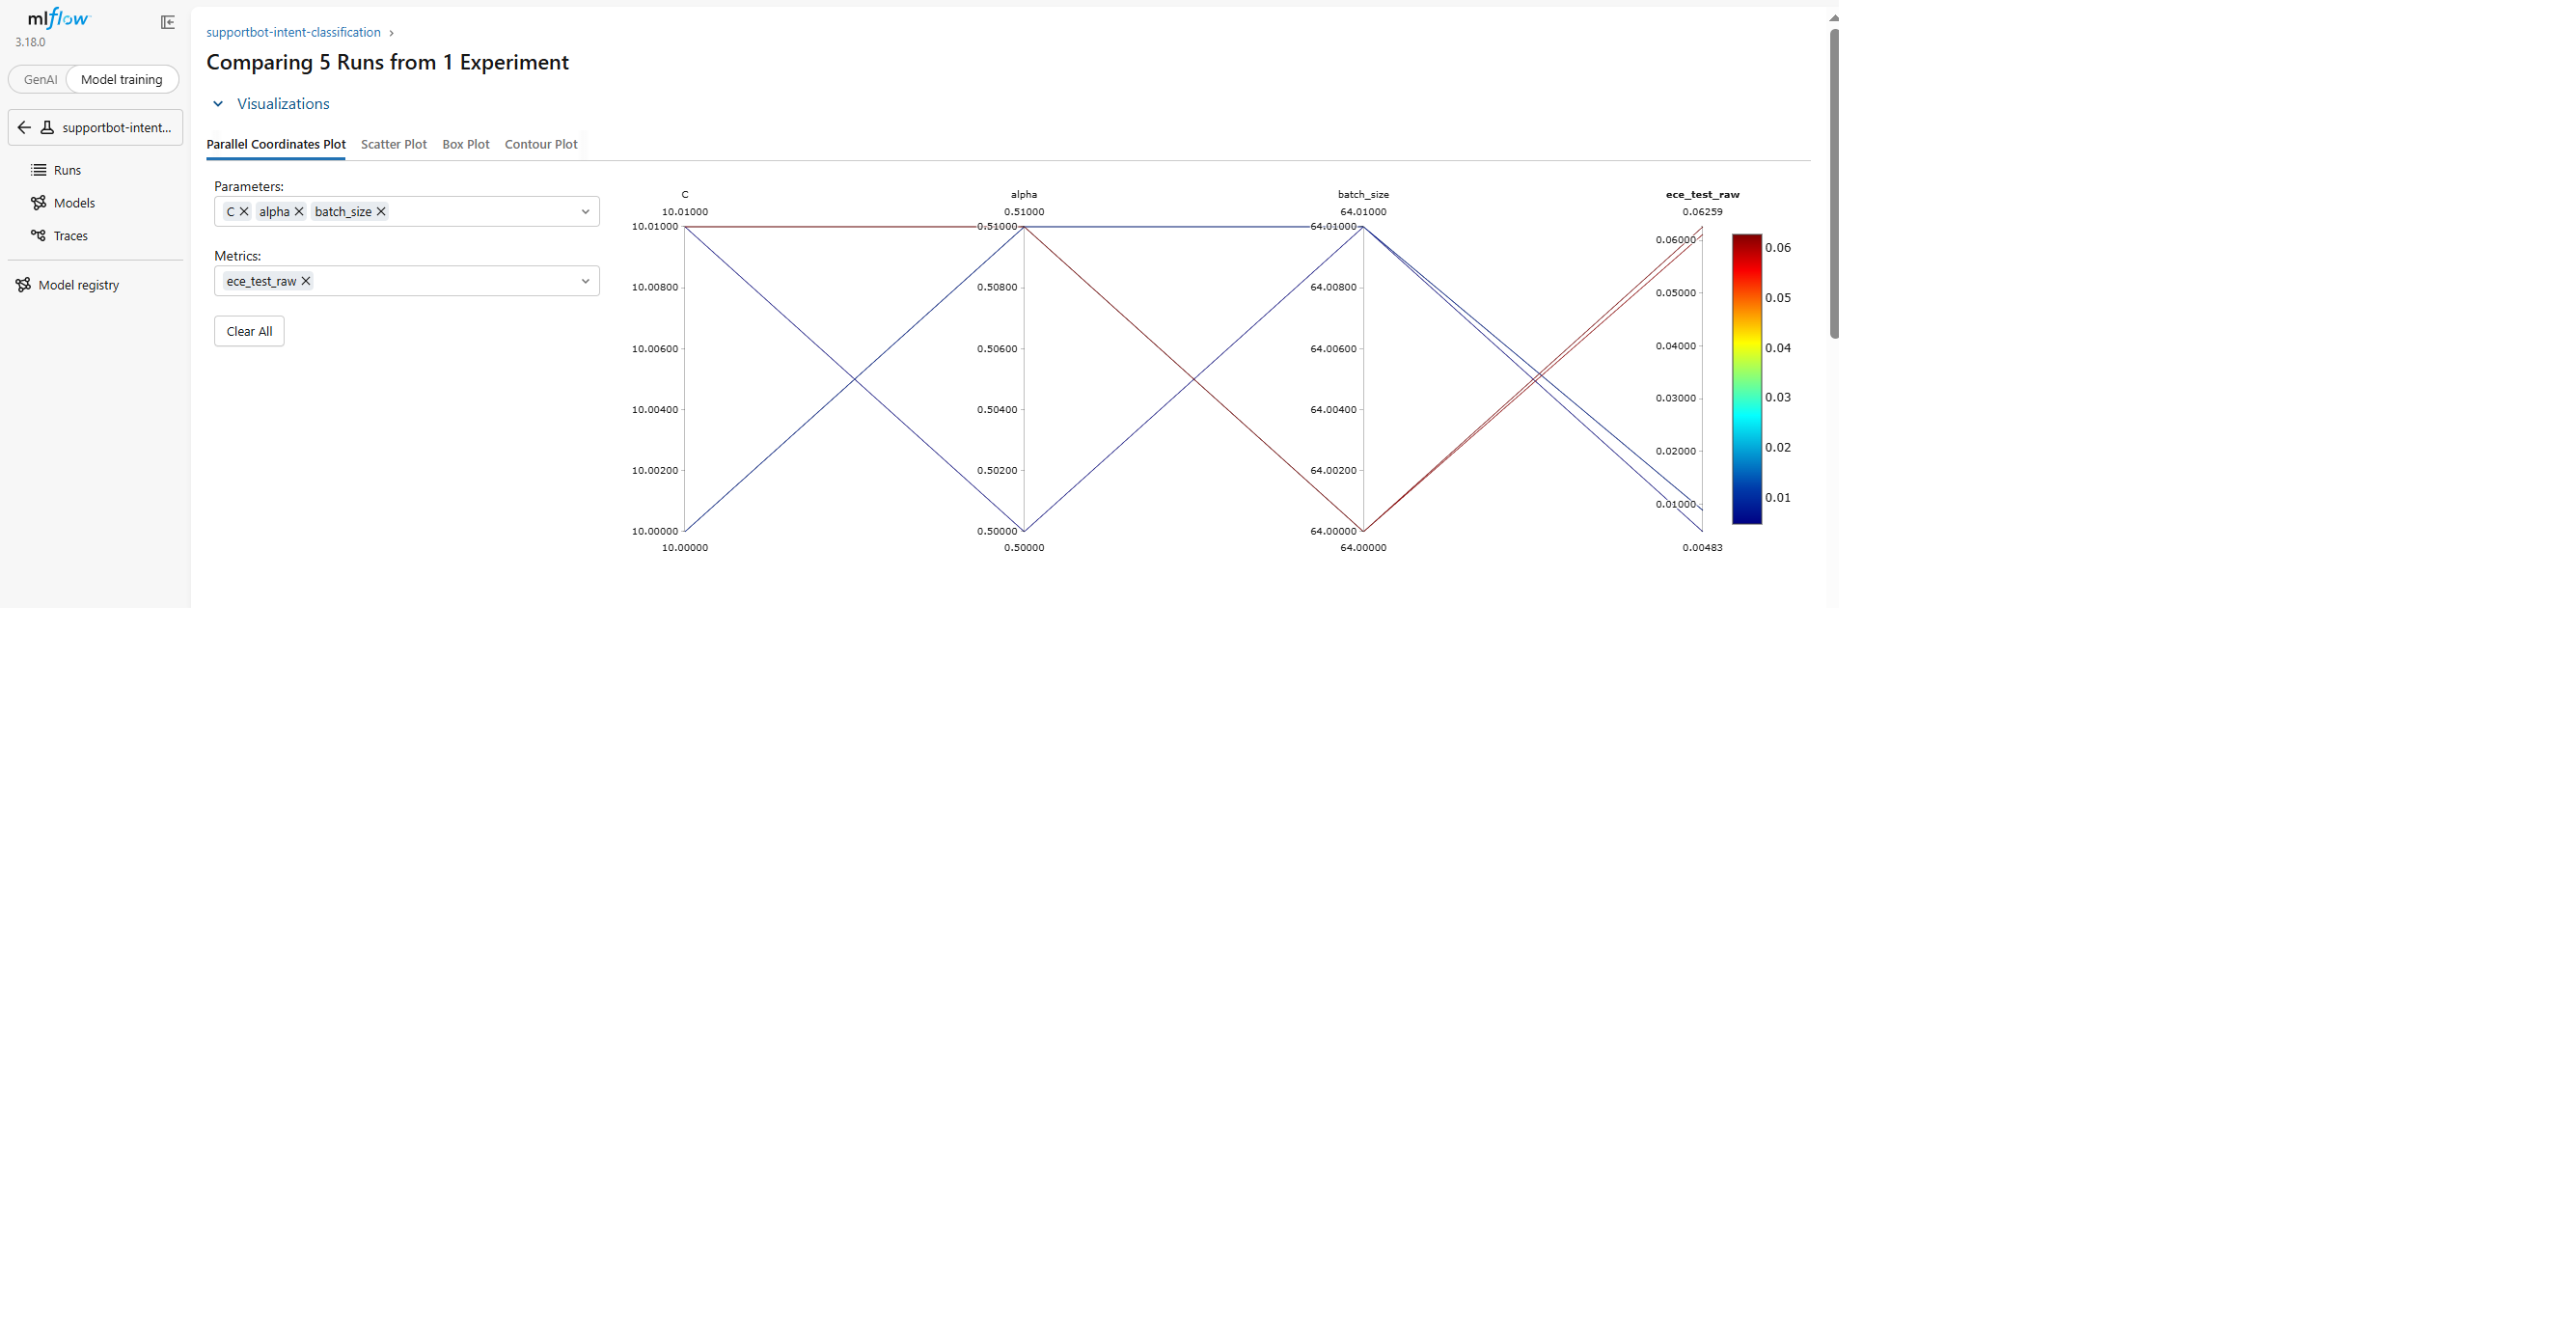 mlflow
3.18.0
GenAI Model training
supportbot-intent...
Runs
Models
Traces
Model registry
supportbot-intent-classification ›
Comparing 5 Runs from 1 Experiment
Visualizations
Parallel Coordinates Plot Scatter Plot Box Plot Contour Plot
Parameters:
C alpha batch_size
Metrics:
ece_test_raw
Clear All
C
10.01000
10.01000
10.00800
10.00600
10.00400
10.00200
10.00000
10.00000
alpha
0.51000
0.51000
0.50800
0.50600
0.50400
0.50200
0.50000
0.50000
batch_size
64.01000
64.01000
64.00800
64.00600
64.00400
64.00200
64.00000
64.00000
ece_test_raw
0.06259
0.06000
0.05000
0.04000
0.03000
0.02000
0.01000
0.00483
0.06
0.05
0.04
0.03
0.02
0.01